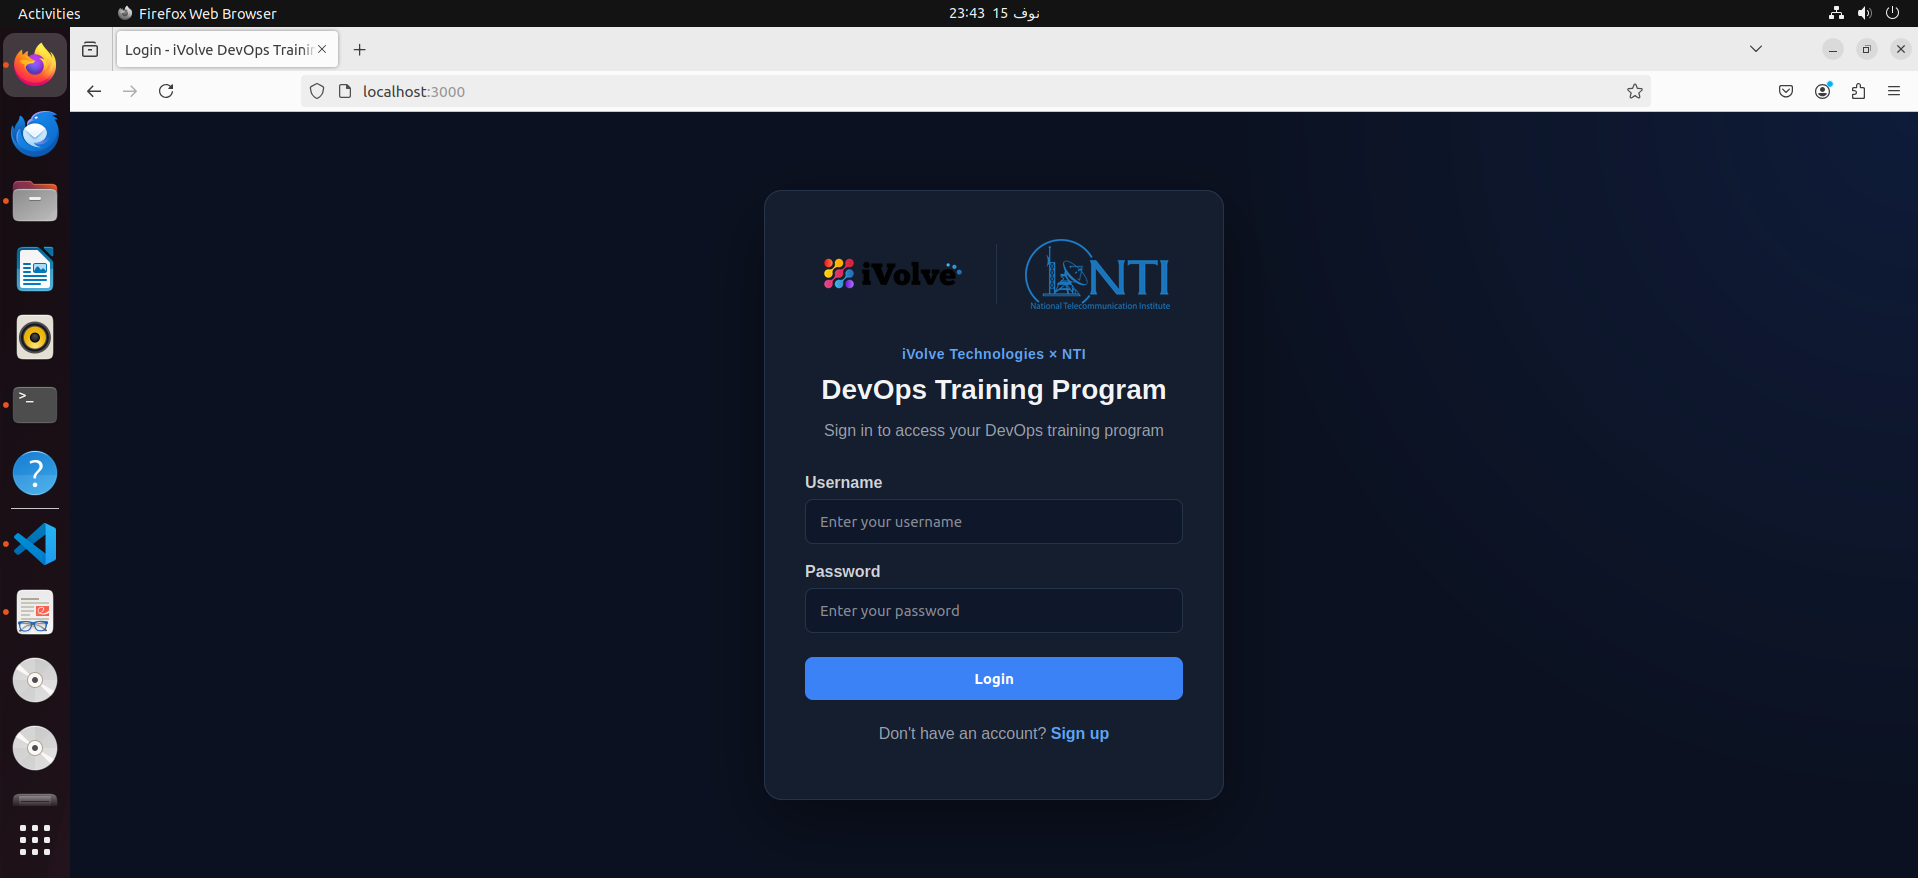 Activities
Firefox Web Browser
23:43 نوف 15
Login - iVolve DevOps Trainin
localhost:3000
iVolve
NTI
National Telecommunication Institute
iVolve Technologies × NTI
DevOps Training Program
Sign in to access your DevOps training program
Username
Enter your username
Password
Enter your password
Login
Don't have an account? Sign up